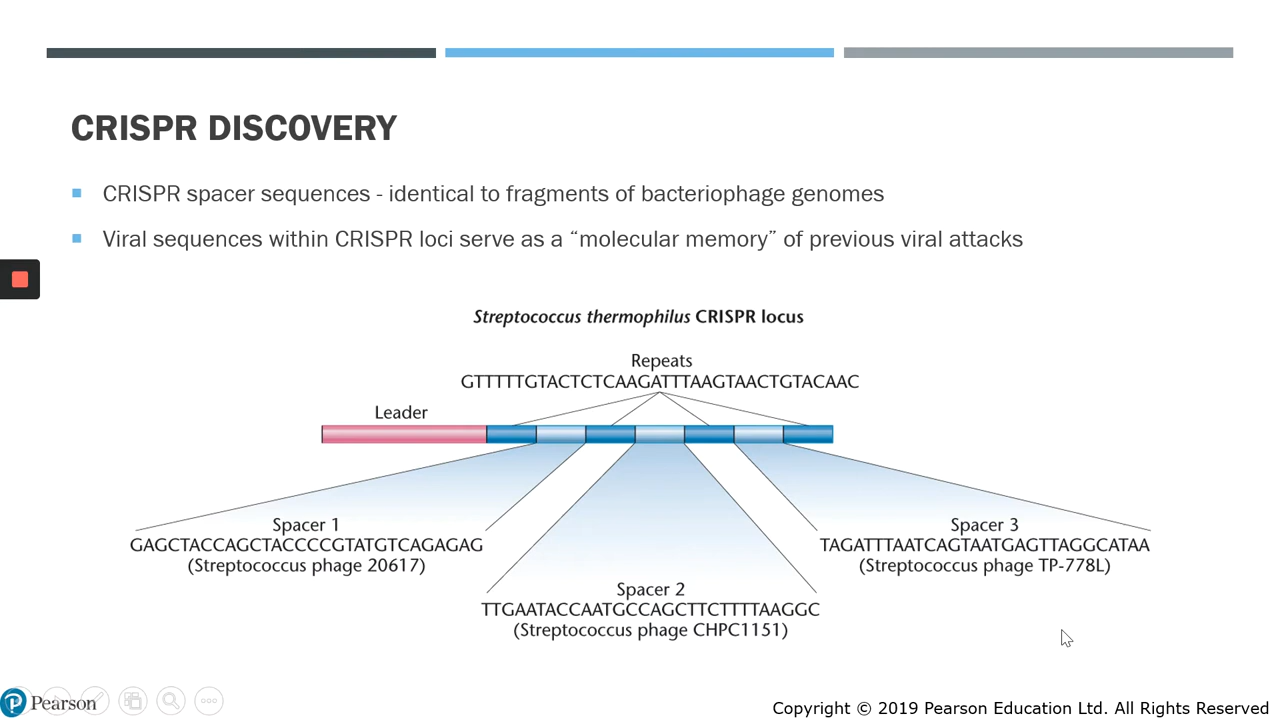 CRISPR DISCOVERY
CRISPR spacer sequences - identical to fragments of bacteriophage genomes
Viral sequences within CRISPR loci serve as a “molecular memory” of previous viral attacks
Streptococcus thermophilus CRISPR locus
Repeats
GTTTTTGTACTCTCAAGATTTAAGTAACTGTACAAC
Leader
Spacer 1
GAGCTACCAGCTACCCCGTATGTCAGAGAG
(Streptococcus phage 20617)
Spacer 2
TTGAATACCAATGCCAGCTTCTTTTAAGGC
(Streptococcus phage CHPC1151)
Spacer 3
TAGATTTAATCAGTAATGAGTTAGGCATAA
(Streptococcus phage TP-778L)
Pearson
Copyright © 2019 Pearson Education Ltd. All Rights Reserved